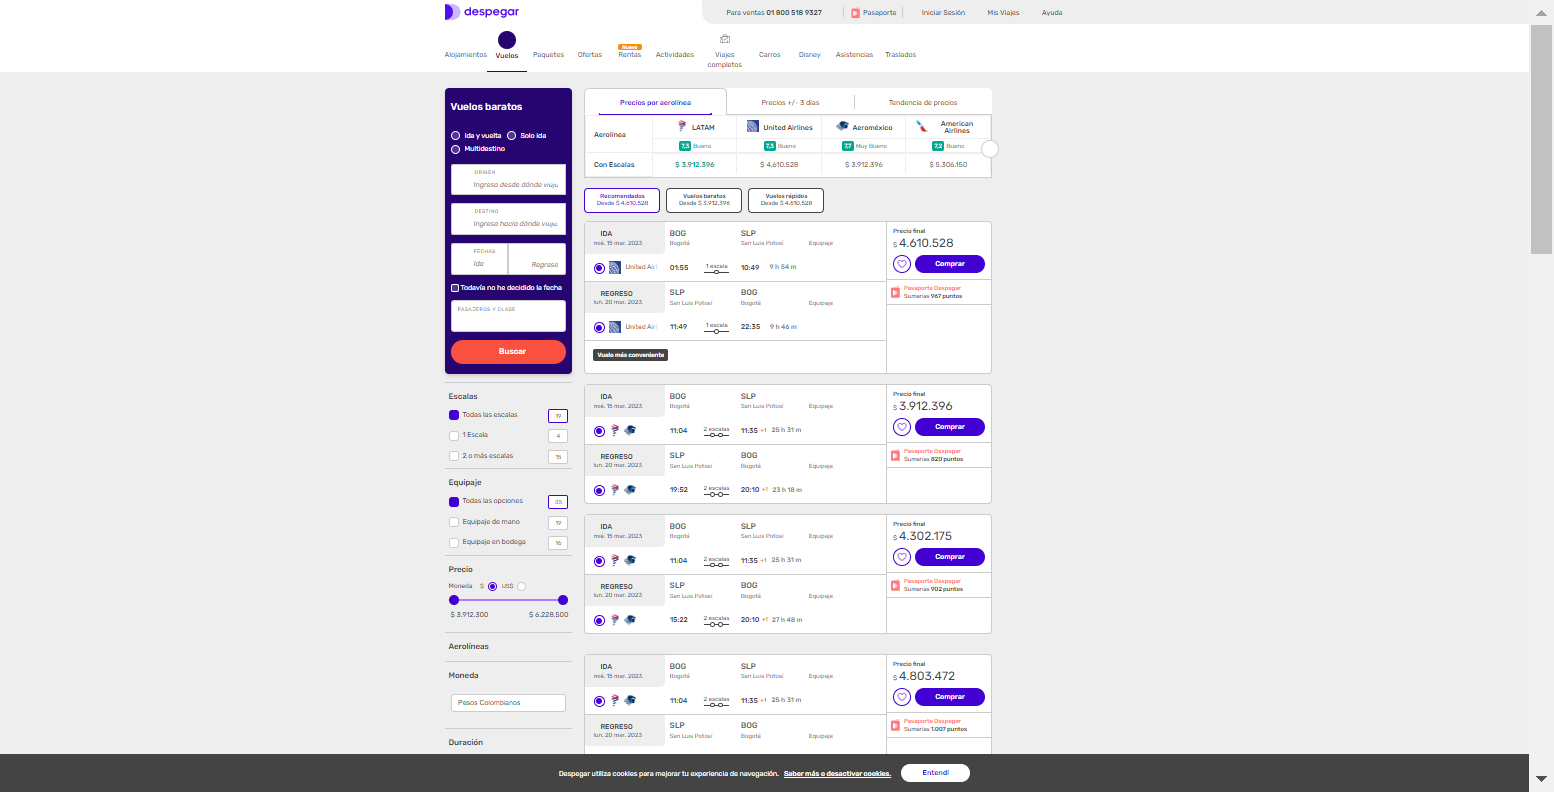 despegar
Para ventas 01 800 518 9327
Pasaporte
Iniciar Sesión
Mis Viajes
Ayuda
Alojamientos
Vuelos
Paquetes
Ofertas
Nuevo
Rentas
Actividades
Viajes
completos
Carros
Disney
Asistencias
Traslados
Vuelos baratos
Ida y vuelta
Solo ida
Multidestino
ORIGEN
Ingresa desde dónde viaja
DESTINO
Ingresa hacia dónde viaja
FECHAS
Ida
Regreso
Todavía no he decidido la fecha
PASAJEROS Y CLASE
Buscar
Escalas
Todas las escalas 19
1 Escala 4
2 o más escalas 15
Equipaje
Todas las opciones 35
Equipaje de mano 19
Equipaje en bodega 16
Precio
Moneda $ US$
$ 3.912.300 $ 6.228.500
Aerolíneas
Moneda
Pesos Colombianos
Duración
Precios por aerolínea
Precios +/- 3 días
Tendencia de precios
Aerolínea
LATAM
United Airlines
Aeroméxico
American
Airlines
7,3 Bueno
7,3 Bueno
7,7 Muy Bueno
7,2 Bueno
Con Escalas
$ 3.912.396
$ 4.610.528
$ 3.912.396
$ 5.306.150
Recomendados
Desde $ 4.610.528
Vuelos baratos
Desde $ 3.912.396
Vuelos rápidos
Desde $ 4.610.528
IDA BOG SLP
mié. 15 mar. 2023 Bogotá San Luis Potosí Equipaje
United Airl 01:55 1 escala 10:49 9 h 54 m
REGRESO SLP BOG
lun. 20 mar. 2023 San Luis Potosí Bogotá Equipaje
United Airl 11:49 1 escala 22:35 9 h 46 m
Vuelo más conveniente
Precio final
$ 4.610.528
Comprar
Pasaporte Despegar
Sumarías 967 puntos
IDA BOG SLP
mié. 15 mar. 2023 Bogotá San Luis Potosí Equipaje
11:04 2 escalas 11:35 +1 25 h 31 m
REGRESO SLP BOG
lun. 20 mar. 2023 San Luis Potosí Bogotá Equipaje
19:52 2 escalas 20:10 +1 23 h 18 m
Precio final
$ 3.912.396
Comprar
Pasaporte Despegar
Sumarías 820 puntos
IDA BOG SLP
mié. 15 mar. 2023 Bogotá San Luis Potosí Equipaje
11:04 2 escalas 11:35 +1 25 h 31 m
REGRESO SLP BOG
lun. 20 mar. 2023 San Luis Potosí Bogotá Equipaje
15:22 2 escalas 20:10 +1 27 h 48 m
Precio final
$ 4.302.175
Comprar
Pasaporte Despegar
Sumarías 902 puntos
IDA BOG SLP
mié. 15 mar. 2023 Bogotá San Luis Potosí Equipaje
11:04 2 escalas 11:35 +1 25 h 31 m
REGRESO SLP BOG
lun. 20 mar. 2023 San Luis Potosí Bogotá Equipaje
Precio final
$ 4.803.472
Comprar
Pasaporte Despegar
Sumarías 1.007 puntos
Despegar utiliza cookies para mejorar tu experiencia de navegación. Saber más o desactivar cookies.
Entendí